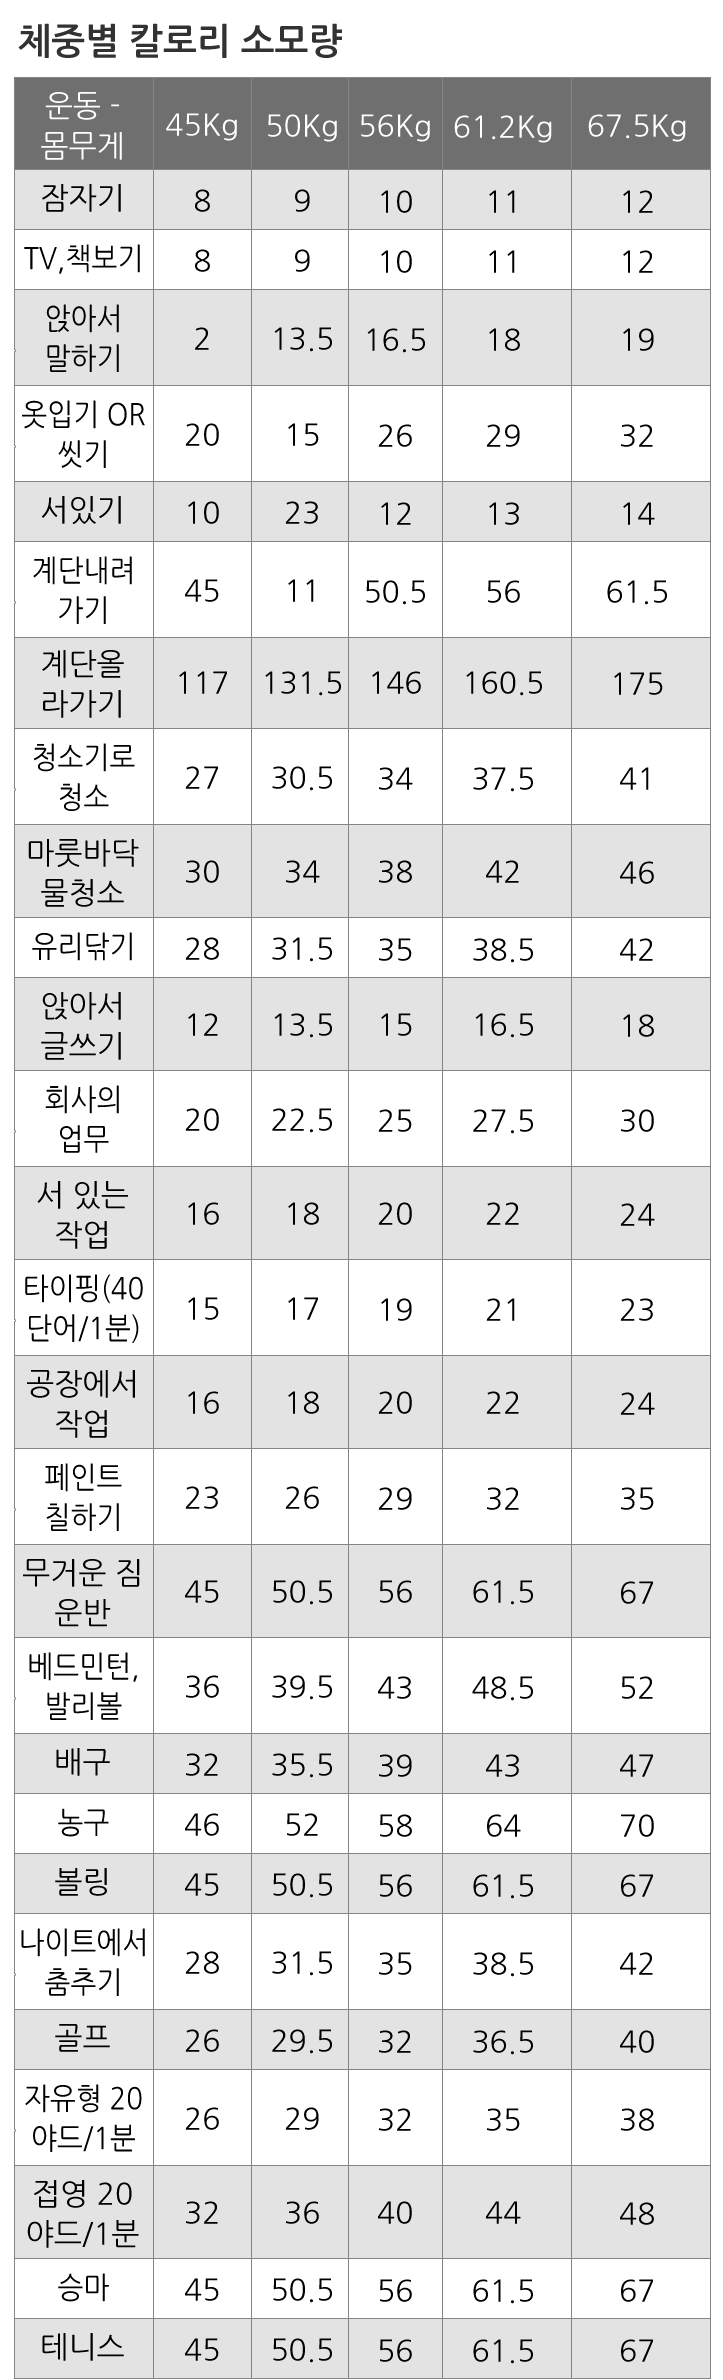 체중별 칼로리 소모량
운동 -
몸무게 45Kg 50Kg 56Kg 61.2Kg 67.5Kg
잠자기 8 9 10 11 12
TV,책보기 8 9 10 11 12
앉아서
말하기 2 13.5 16.5 18 19
옷입기 OR
씻기 20 15 26 29 32
서있기 10 23 12 13 14
계단내려
가기 45 11 50.5 56 61.5
계단올
라가기 117 131.5 146 160.5 175
청소기로
청소 27 30.5 34 37.5 41
마룻바닥
물청소 30 34 38 42 46
유리닦기 28 31.5 35 38.5 42
앉아서
글쓰기 12 13.5 15 16.5 18
회사의
업무 20 22.5 25 27.5 30
서 있는
작업 16 18 20 22 24
타이핑(40
단어/1분) 15 17 19 21 23
공장에서
작업 16 18 20 22 24
페인트
칠하기 23 26 29 32 35
무거운 짐
운반 45 50.5 56 61.5 67
베드민턴,
발리볼 36 39.5 43 48.5 52
배구 32 35.5 39 43 47
농구 46 52 58 64 70
볼링 45 50.5 56 61.5 67
나이트에서
춤추기 28 31.5 35 38.5 42
골프 26 29.5 32 36.5 40
자유형 20
야드/1분 26 29 32 35 38
접영 20
야드/1분 32 36 40 44 48
승마 45 50.5 56 61.5 67
테니스 45 50.5 56 61.5 67